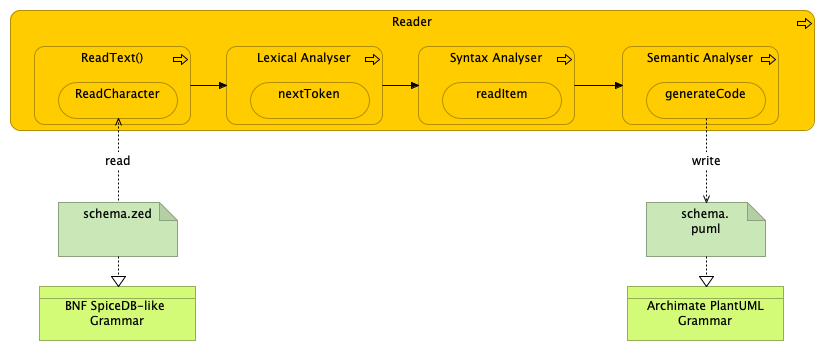 Reader
ReadText()
Lexical Analyser
Syntax Analyser
Semantic Analyser
ReadCharacter
nextToken
readItem
generateCode
read
write
schema.zed
schema.
puml
BNF SpiceDB-like
Grammar
Archimate PlantUML
Grammar